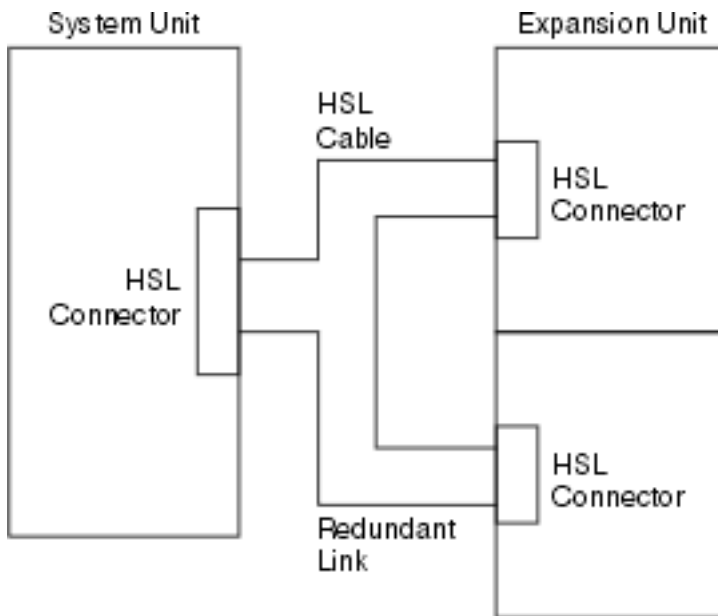 System Unit
Expansion Unit
HSL
Cable
HSL
Connector
HSL
Connector
HSL
Connector
Redundant
Link